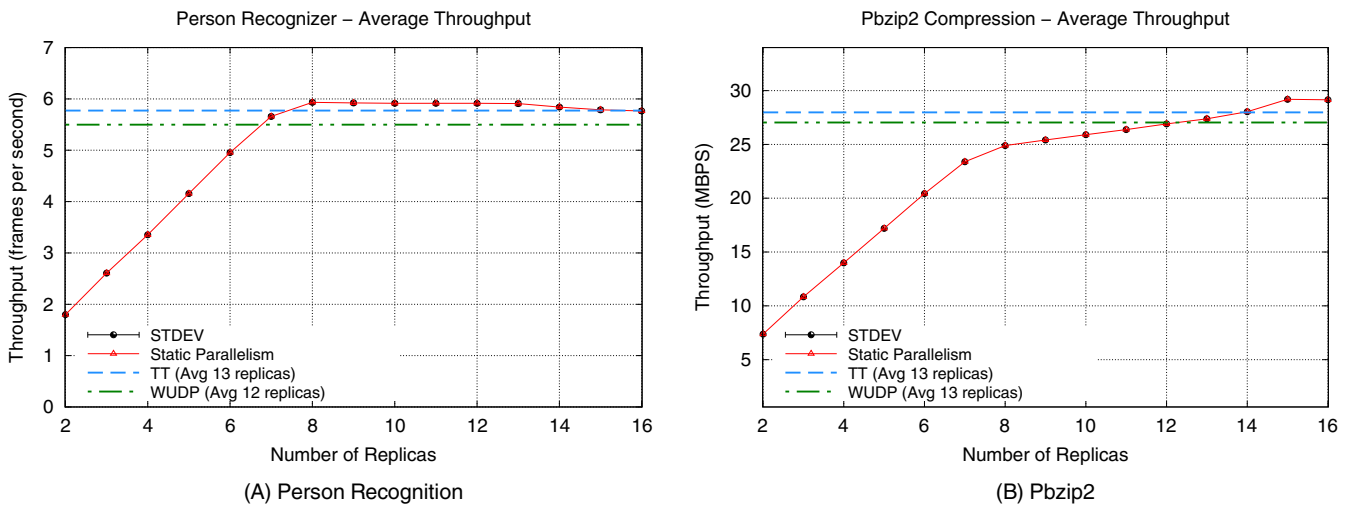 Person Recognizer – Average Throughput
Throughput (frames per second)
7
6
5
4
3
2
1
0
STDEV
Static Parallelism
TT (Avg 13 replicas)
WUDP (Avg 12 replicas)
2 4 6 8 10 12 14 16
Number of Replicas
(A) Person Recognition
Pbzip2 Compression – Average Throughput
Throughput (MBPS)
30
25
20
15
10
5
STDEV
Static Parallelism
TT (Avg 13 replicas)
WUDP (Avg 13 replicas)
2 4 6 8 10 12 14 16
Number of Replicas
(B) Pbzip2